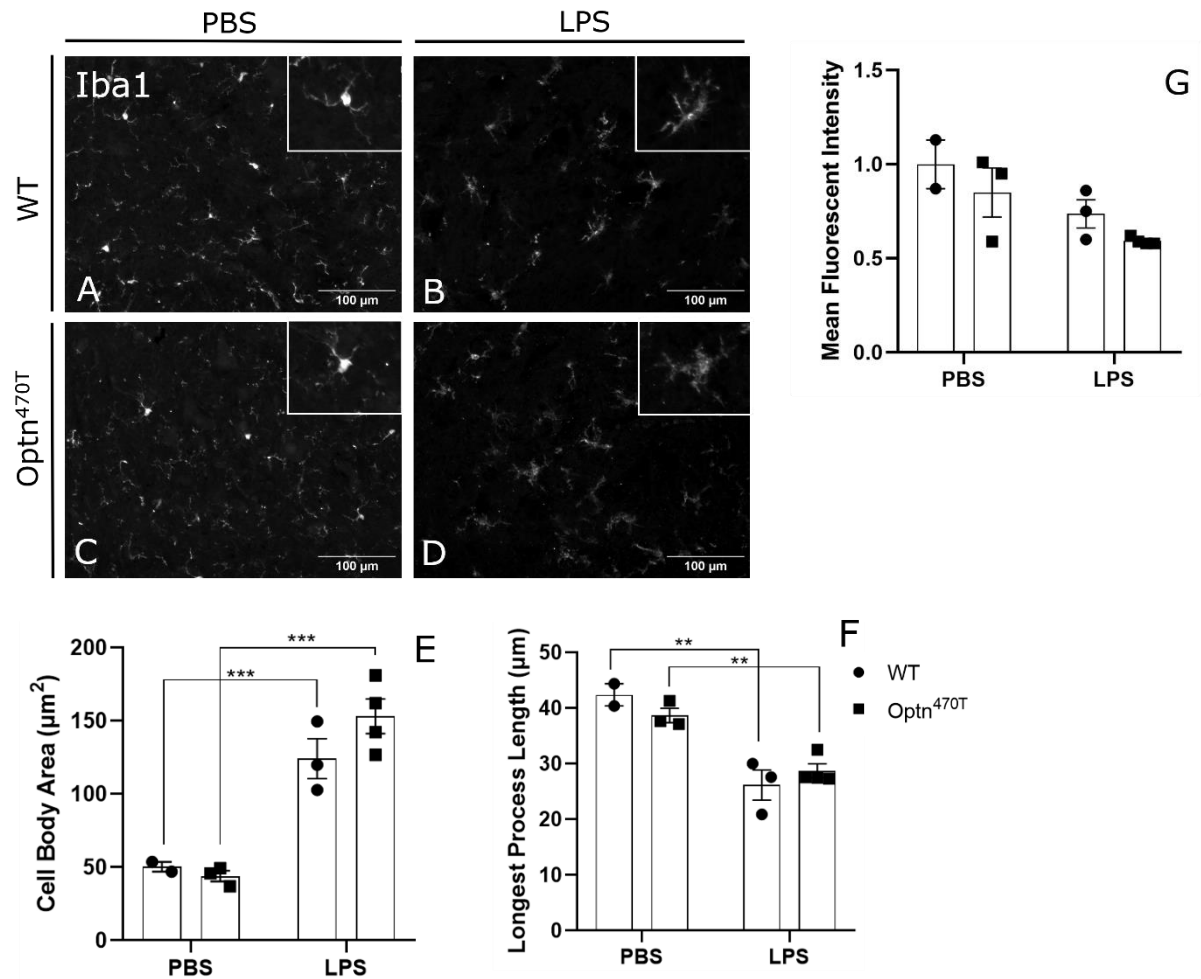 PBS LPS
WT
Iba1
A
100 µm
B
100 µm
Optn470T
C
100 µm
D
100 µm
G
Mean Fluorescent Intensity
1.5
1.0
0.5
0.0
PBS LPS
E
Cell Body Area (µm²)
200
150
100
50
0
***
***
PBS LPS
F
Longest Process Length (µm)
50
40
30
20
10
0
**
**
PBS LPS
WT
Optn470T